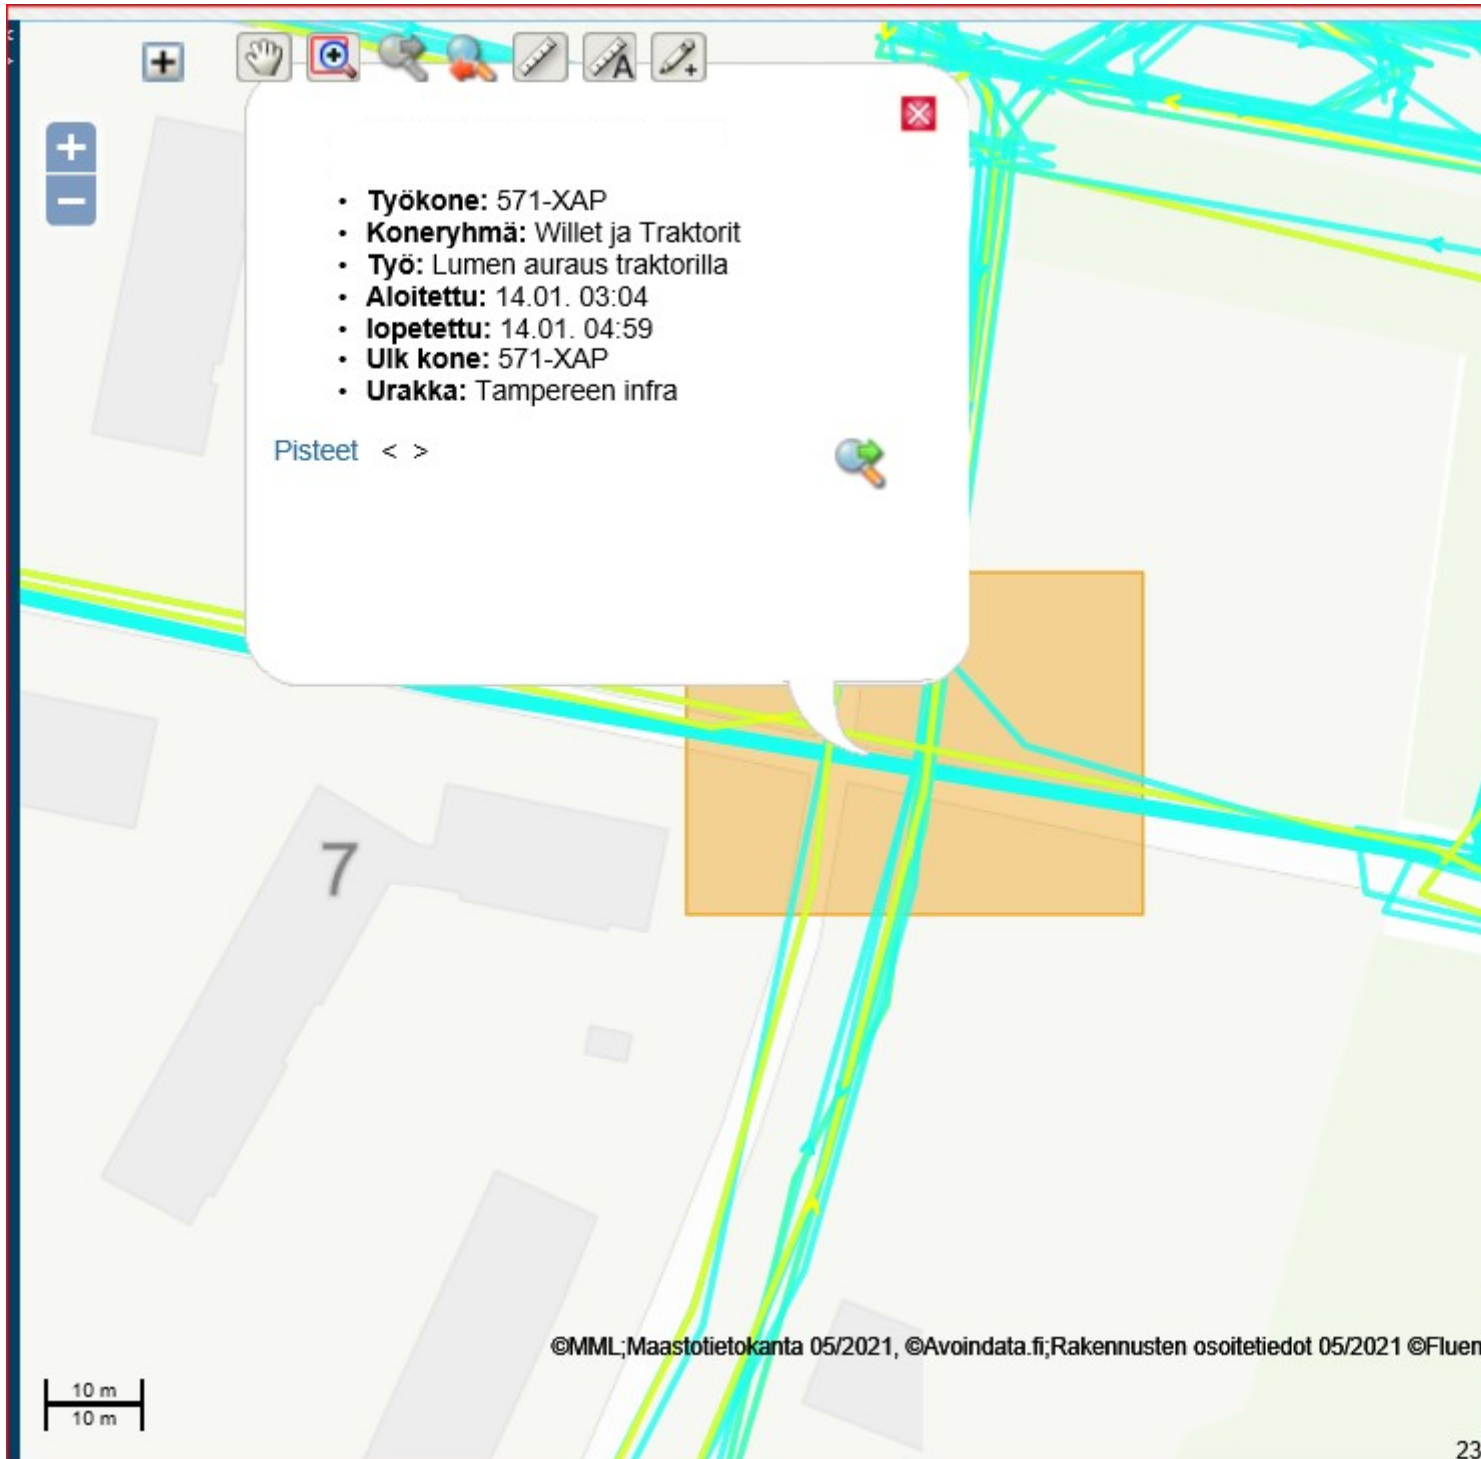 Työkone: 571-XAP
Koneryhmä: Willet ja Traktorit
Työ: Lumen auraus traktorilla
Aloitettu: 14.01. 03:04
lopetettu: 14.01. 04:59
Ulk kone: 571-XAP
Urakka: Tampereen infra
Pisteet < >
7
©MML;Maastotietokanta 05/2021, ©Avoindata.fi;Rakennusten osoitetiedot 05/2021 ©Fluen
10 m
10 m
23